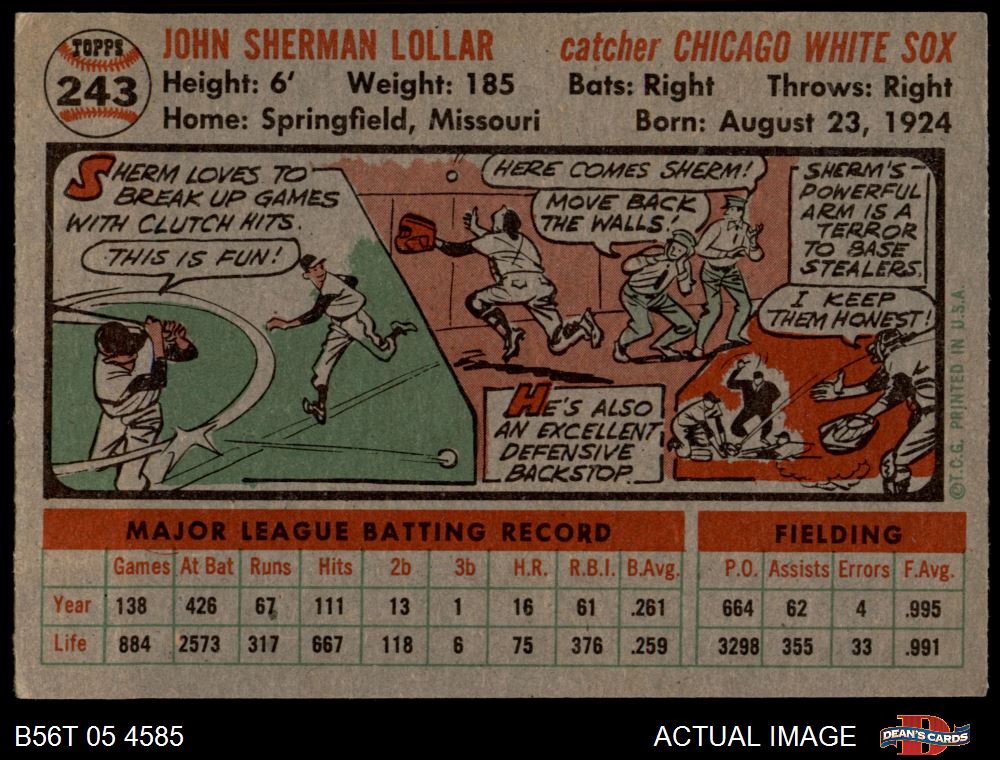 TOPPS
243
JOHN SHERMAN LOLLAR
catcher CHICAGO WHITE SOX
Height: 6' Weight: 185 Bats: Right Throws: Right
Home: Springfield, Missouri Born: August 23, 1924
SHERM LOVES TO
BREAK UP GAMES
WITH CLUTCH HITS.
THIS IS FUN!
HERE COMES SHERM!
MOVE BACK
THE WALLS!
SHERM'S
POWERFUL
ARM IS A
TERROR
TO BASE
STEALERS.
I KEEP
THEM HONEST!
HE'S ALSO
AN EXCELLENT
DEFENSIVE
BACKSTOP.
©T.C.G. PRINTED IN U.S.A.
MAJOR LEAGUE BATTING RECORD FIELDING
Games At Bat Runs Hits 2b 3b H.R. R.B.I. B.Avg. P.O. Assists Errors F.Avg.
Year 138 426 67 111 13 1 16 61 .261 664 62 4 .995
Life 884 2573 317 667 118 6 75 376 .259 3298 355 33 .991
B56T 05 4585
ACTUAL IMAGE
D
DEAN'S CARDS